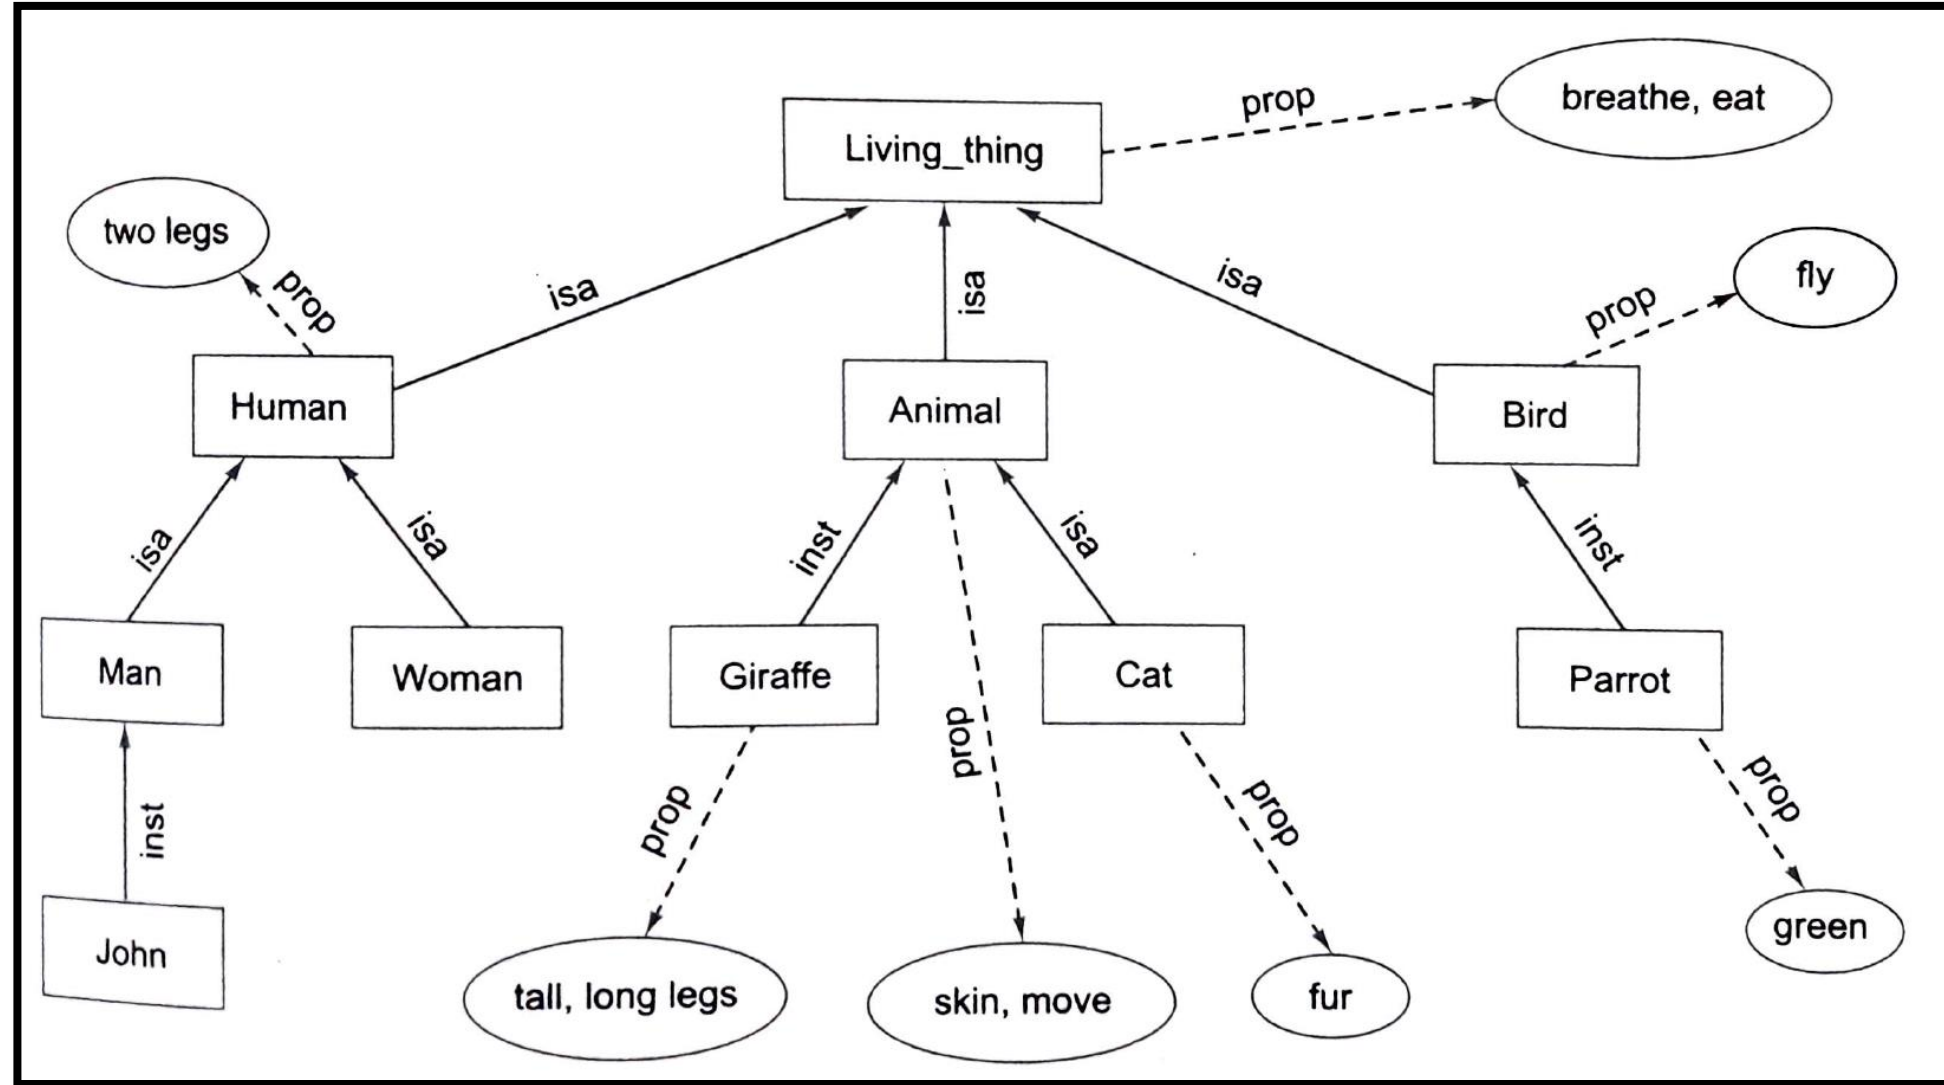 breathe, eat
prop
Living_thing
two legs
prop
isa
isa
isa
fly
prop
Human
Animal
Bird
isa
isa
inst
isa
inst
Man
Woman
Giraffe
Cat
Parrot
prop
prop
prop
prop
inst
John
tall, long legs
skin, move
fur
green